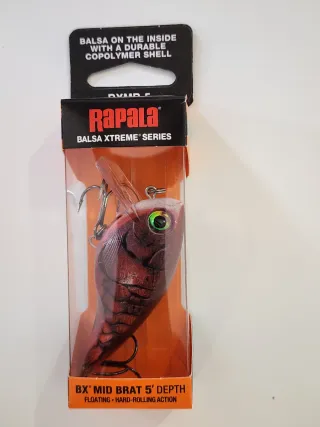 BALSA ON THE INSIDE
WITH A DURABLE
COPOLYMER SHELL
Rapala
BALSA XTREME™ SERIES
BX® MID BRAT 5' DEPTH
FLOATING • HARD-ROLLING ACTION